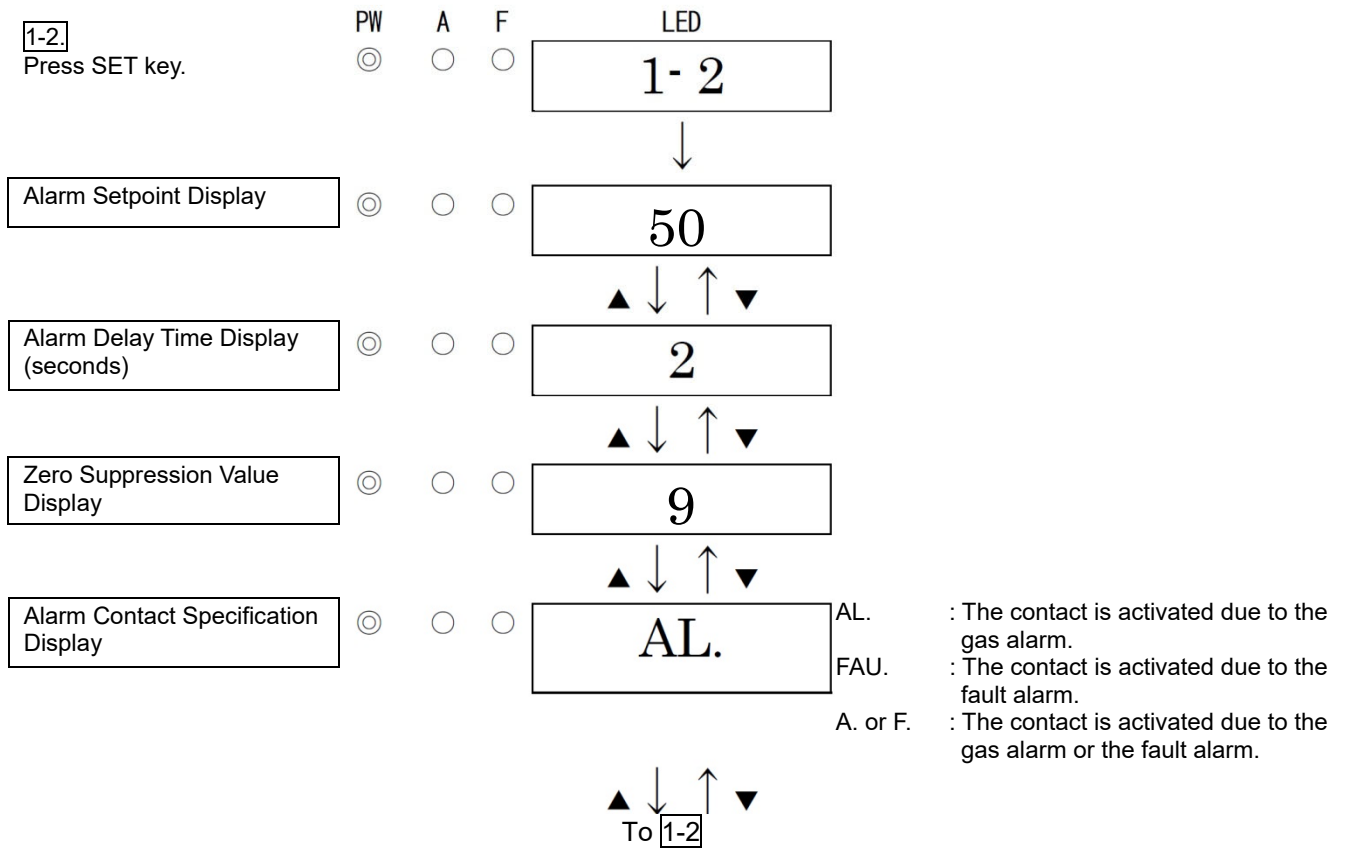 PW A F LED
1-2.
Press SET key.
1- 2
Alarm Setpoint Display
50
▲ ▼
Alarm Delay Time Display
(seconds)
2
▲ ▼
Zero Suppression Value
Display
9
▲ ▼
Alarm Contact Specification
Display
AL.
AL. : The contact is activated due to the
gas alarm.
FAU. : The contact is activated due to the
fault alarm.
A. or F. : The contact is activated due to the
gas alarm or the fault alarm.
▲ ▼
To 1-2